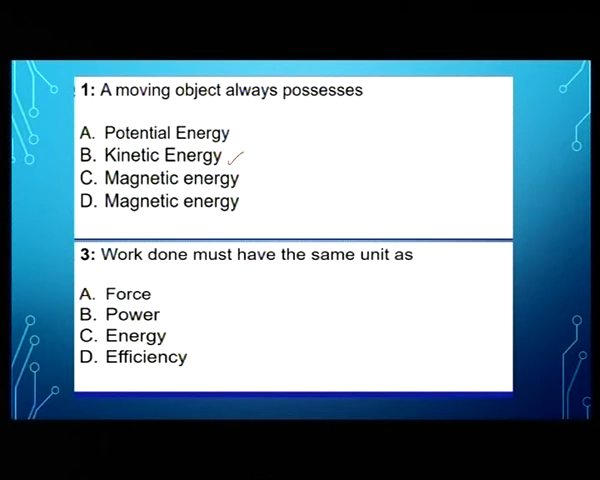 1: A moving object always possesses
A. Potential Energy
B. Kinetic Energy
C. Magnetic energy
D. Magnetic energy
3: Work done must have the same unit as
A. Force
B. Power
C. Energy
D. Efficiency